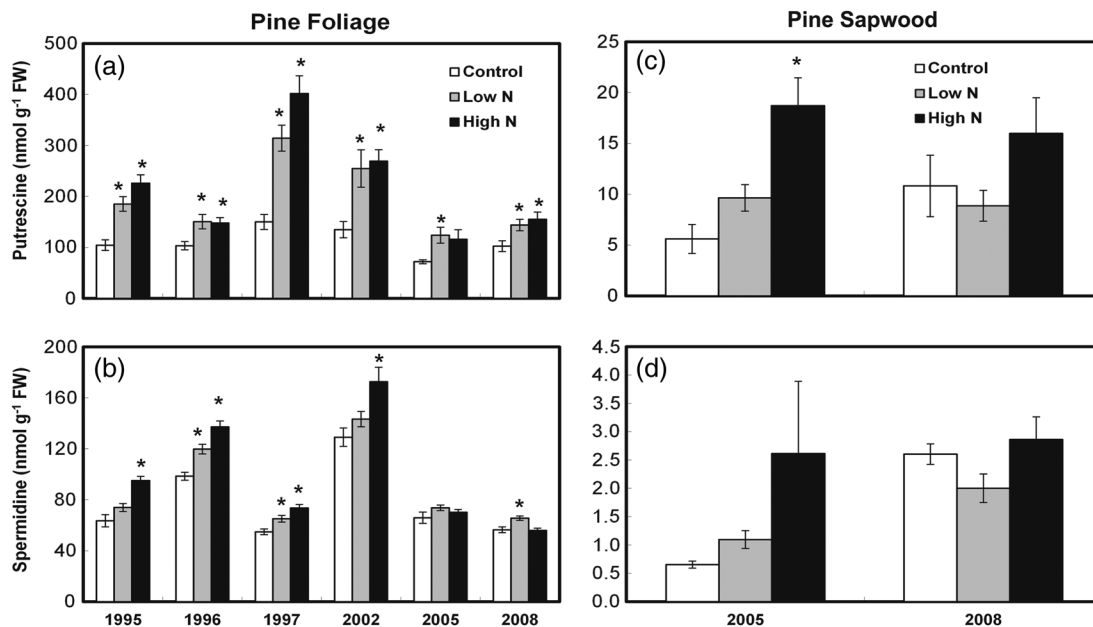 Pine Foliage
Pine Sapwood
Putrescine (nmol g-1 FW)
500
400
300
200
100
0
(a)
Control
Low N
High N
* * * * * * * * * * *
25
20
15
10
5
0
(c)
Control
Low N
High N
*
Spermidine (nmol g-1 FW)
200
160
120
80
40
0
(b)
* * * * * * *
1995 1996 1997 2002 2005 2008
4.5
4.0
3.5
3.0
2.5
2.0
1.5
1.0
0.5
0.0
(d)
2005 2008